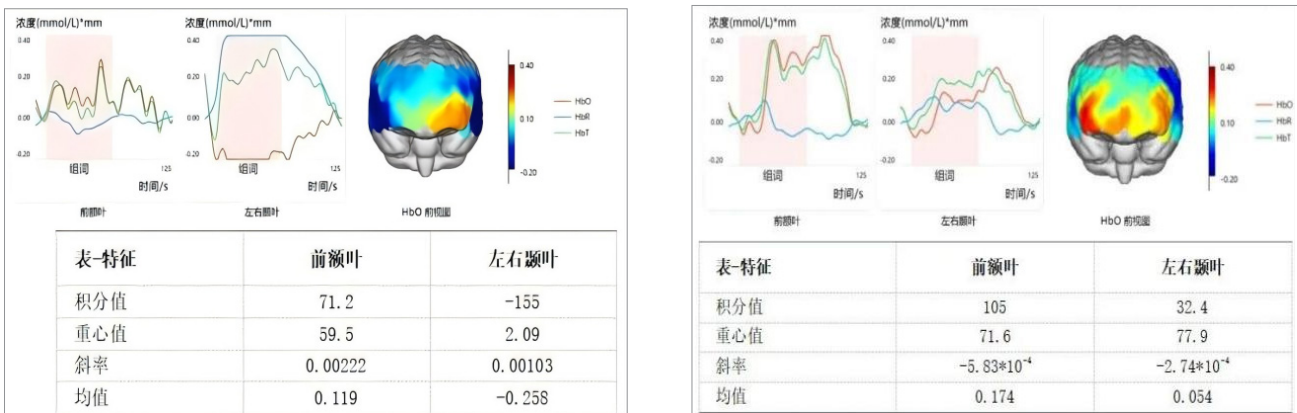 浓度(mmol/L)*mm
浓度(mmol/L)*mm
0.40
0.20
0.00
-0.20
组词
125
时间/s
前额叶
0.40
0.20
0.00
-0.20
组词
125
时间/s
左右颞叶
0.40
0.10
-0.20
HbO
HbR
HbT
HbO 前视图
表-特征 前额叶 左右颞叶
积分值 71.2 -155
重心值 59.5 2.09
斜率 0.00222 0.00103
均值 0.119 -0.258
浓度(mmol/L)*mm
浓度(mmol/L)*mm
0.40
0.20
0.00
-0.20
组词
125
时间/s
前额叶
0.40
0.20
0.00
-0.20
组词
125
时间/s
左右颞叶
0.40
0.10
-0.20
HbO
HbR
HbT
HbO 前视图
表-特征 前额叶 左右颞叶
积分值 105 32.4
重心值 71.6 77.9
斜率 -5.83*10⁻⁴ -2.74*10⁻⁴
均值 0.174 0.054